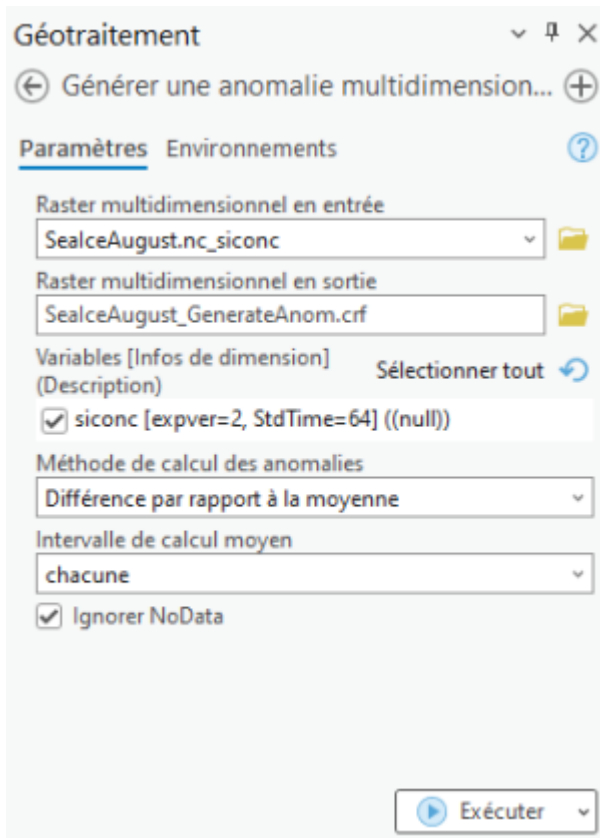 Géotraitement
Générer une anomalie multidimension...
Paramètres Environnements
Raster multidimensionnel en entrée
SeaIceAugust.nc_siconc
Raster multidimensionnel en sortie
SeaIceAugust_GenerateAnom.crf
Variables [Infos de dimension]
(Description)
Sélectionner tout
siconc [expver=2, StdTime=64] ((null))
Méthode de calcul des anomalies
Différence par rapport à la moyenne
Intervalle de calcul moyen
chacune
Ignorer NoData
Exécuter